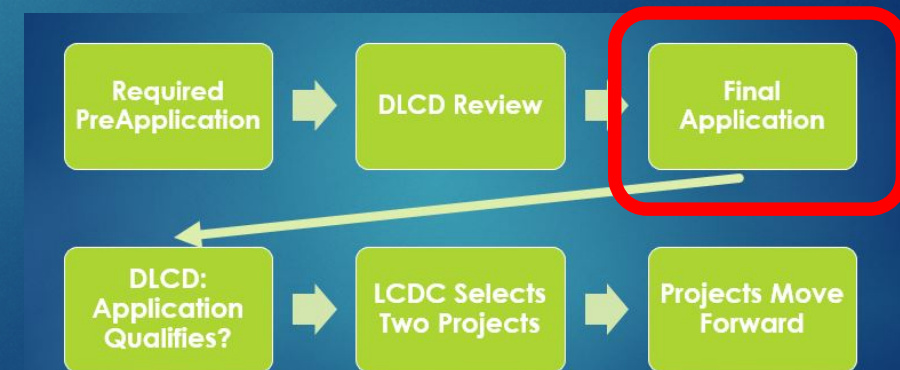 Required
PreApplication
DLCD Review
Final
Application
DLCD:
Application
Qualifies?
LCDC Selects
Two Projects
Projects Move
Forward